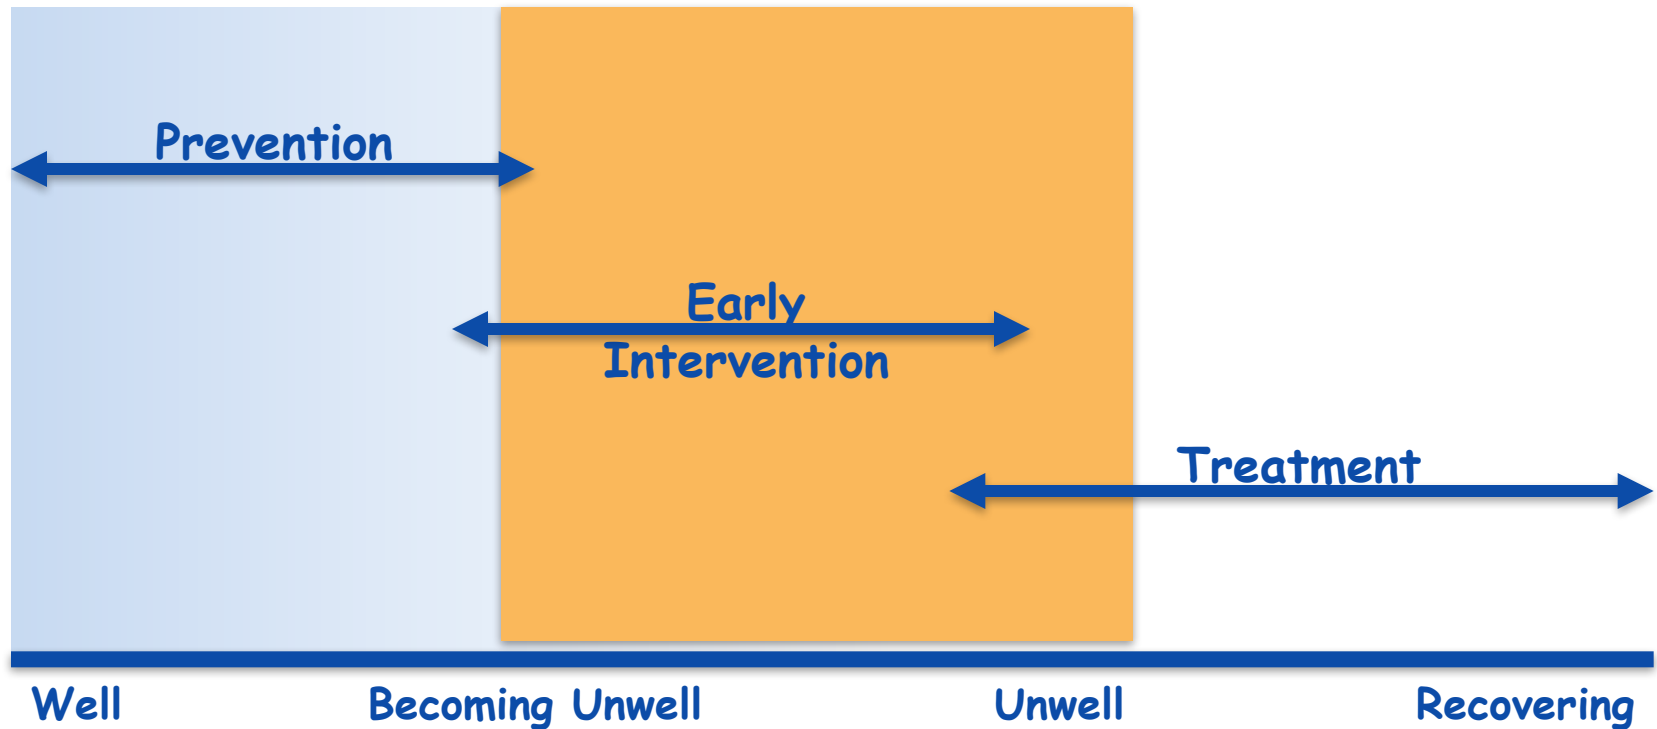 Prevention
Early
Intervention
Treatment
Well
Becoming Unwell
Unwell
Recovering